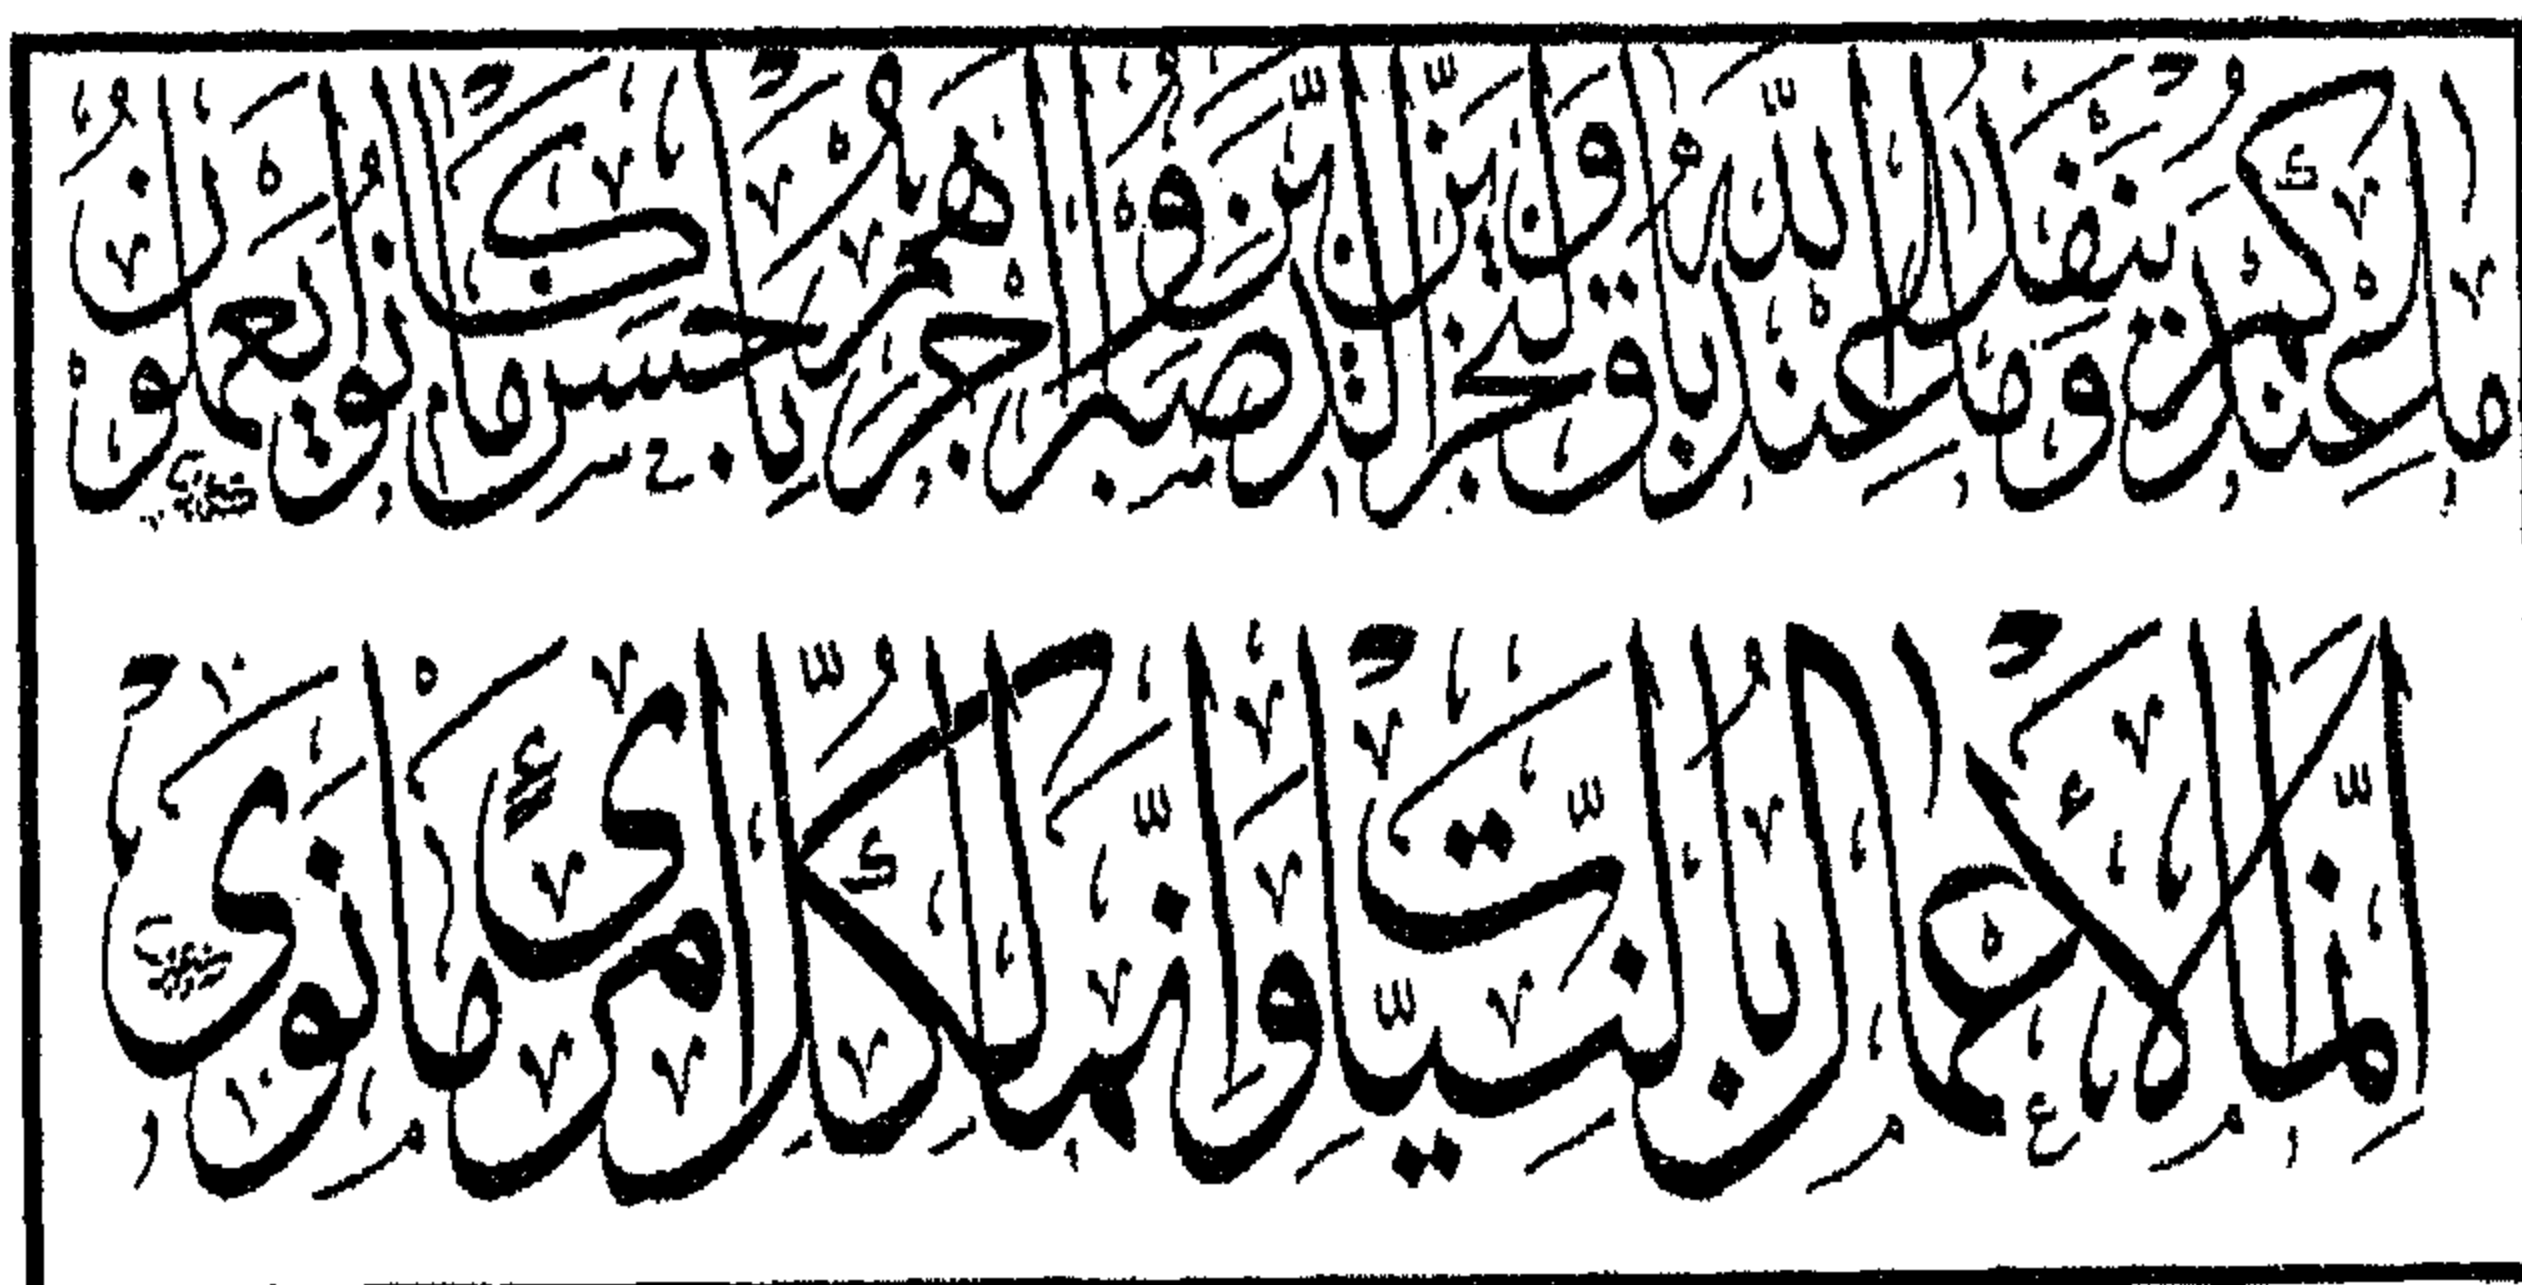 ما عندكم ينفد وما عند الله باق ولنجزين الذين صبروا أجرهم بأحسن ما كانوا يعملون
إنما الأعمال بالنيات وإنما لكل امرئ ما نوى